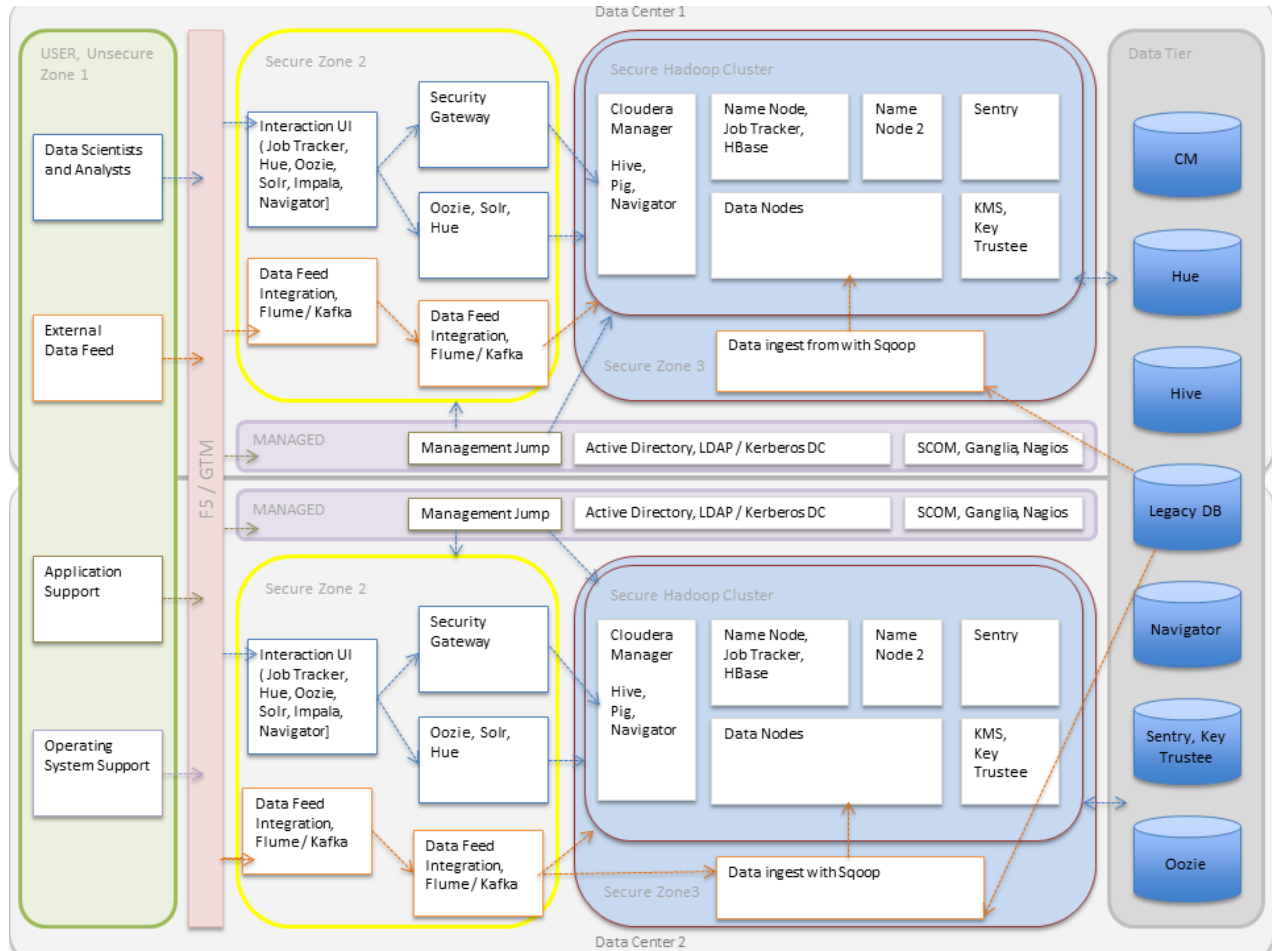 Data Center 1
USER, Unsecure
Zone 1
Data Scientists
and Analysts
External
Data Feed
Application
Support
Operating
System Support
F5 / GTM
Secure Zone 2
Interaction UI
( Job Tracker,
Hue, Oozie,
Solr, Impala,
Navigator]
Security
Gateway
Oozie, Solr,
Hue
Data Feed
Integration,
Flume / Kafka
Data Feed
Integration,
Flume / Kafka
Secure Hadoop Cluster
Cloudera
Manager
Hive,
Pig,
Navigator
Name Node,
Job Tracker,
HBase
Name
Node 2
Sentry
Data Nodes
KMS,
Key
Trustee
Data ingest from with Sqoop
Secure Zone 3
MANAGED
Management Jump
Active Directory, LDAP / Kerberos DC
SCOM, Ganglia, Nagios
MANAGED
Management Jump
Active Directory, LDAP / Kerberos DC
SCOM, Ganglia, Nagios
Secure Zone 2
Interaction UI
( Job Tracker,
Hue, Oozie,
Solr, Impala,
Navigator]
Security
Gateway
Oozie, Solr,
Hue
Data Feed
Integration,
Flume / Kafka
Data Feed
Integration,
Flume / Kafka
Secure Hadoop Cluster
Cloudera
Manager
Hive,
Pig,
Navigator
Name Node,
Job Tracker,
HBase
Name
Node 2
Sentry
Data Nodes
KMS,
Key
Trustee
Data ingest with Sqoop
Secure Zone3
Data Tier
CM
Hue
Hive
Legacy DB
Navigator
Sentry, Key
Trustee
Oozie
Data Center 2